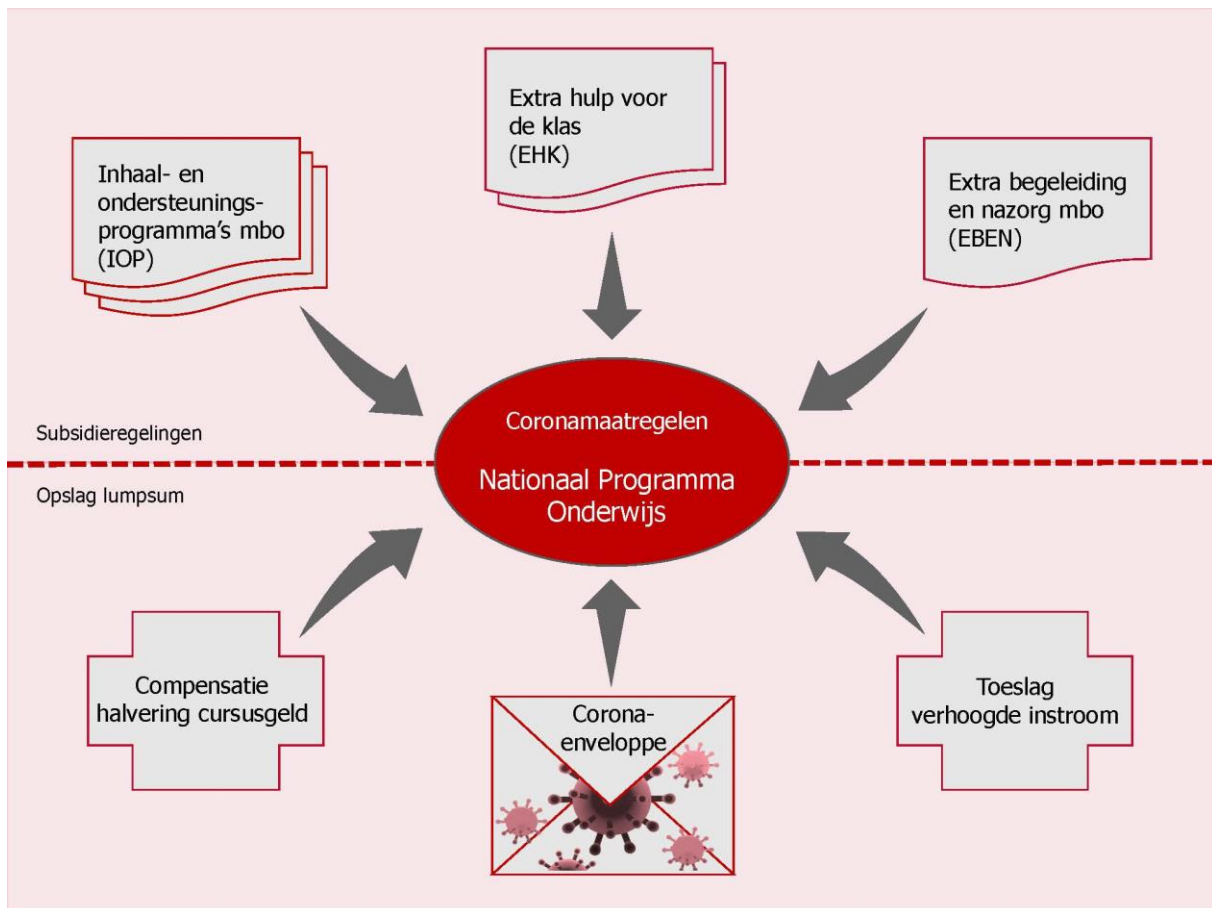 Extra hulp voor
de klas
(EHK)
Inhaal- en
ondersteunings-
programma's mbo
(IOP)
Extra begeleiding
en nazorg mbo
(EBEN)
Coronamaatregelen
Nationaal Programma
Onderwijs
Subsidieregelingen
Opslag lumpsum
Compensatie
halvering cursusgeld
Corona-
enveloppe
Toeslag
verhoogde instroom